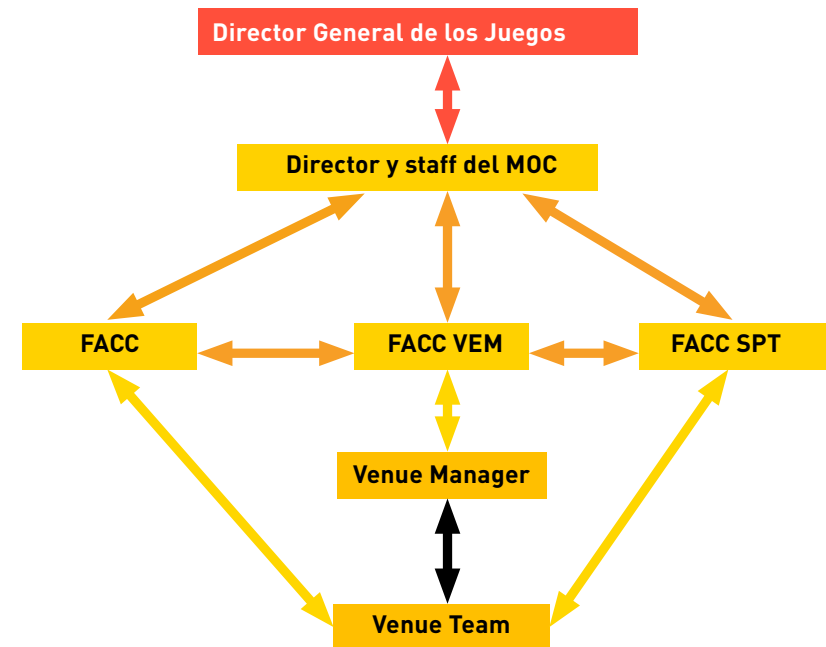 Director General de los Juegos
Director y staff del MOC
FACC
FACC VEM
FACC SPT
Venue Manager
Venue Team